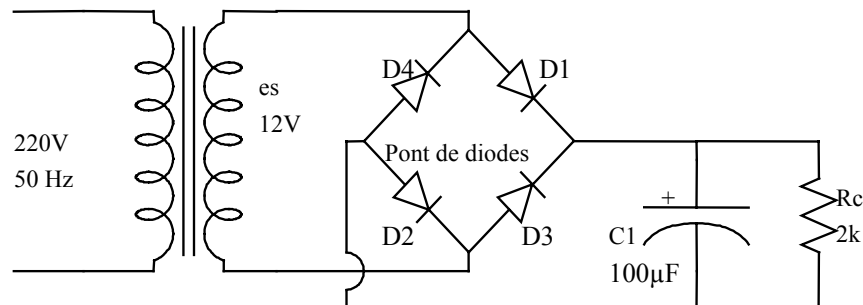 220V
50 Hz
es
12V
D4
D1
Pont de diodes
D2
D3
+
C1
100µF
Rc
2k